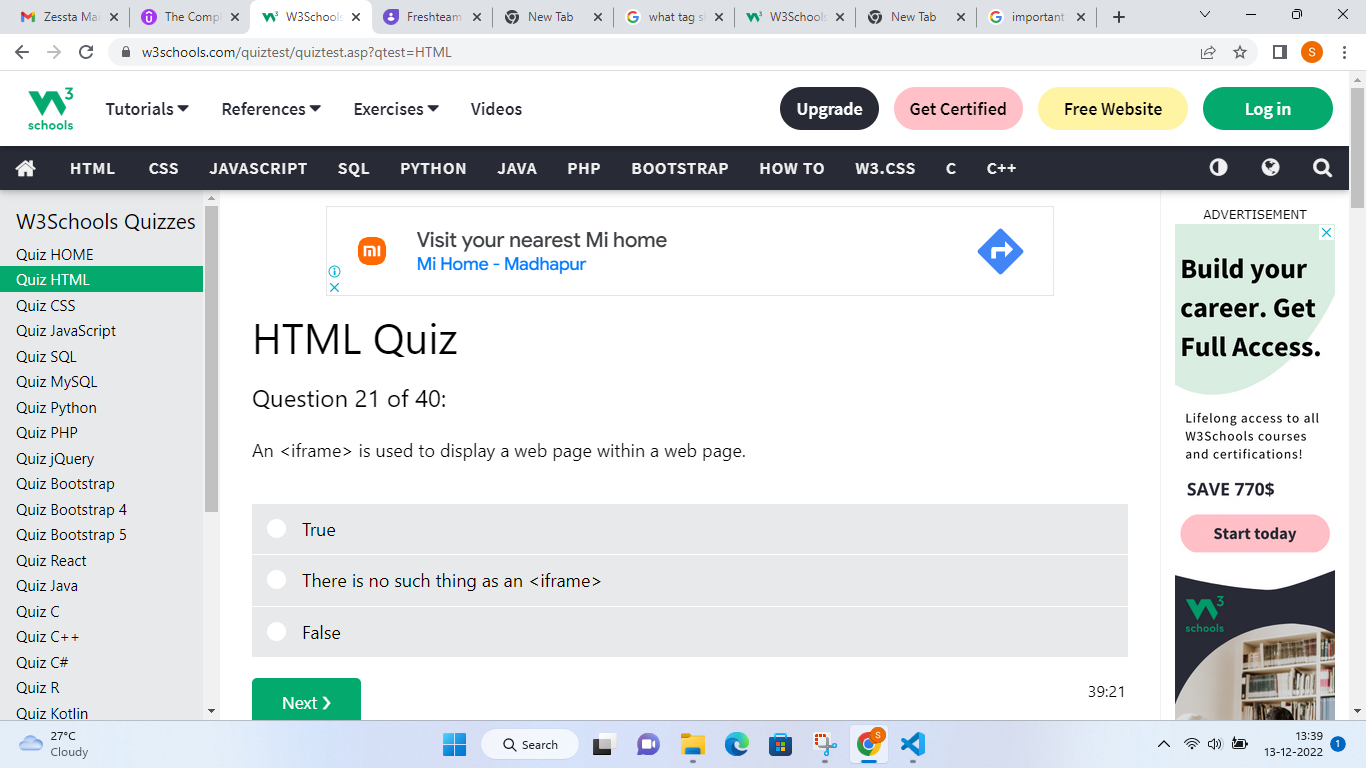 Zessta Mai
The Compl
W3Schools
Freshteam
New Tab
what tag sh
W3Schools
New Tab
important
w3schools.com/quiztest/quiztest.asp?qtest=HTML
S
W3 schools
Tutorials
References
Exercises
Videos
Upgrade
Get Certified
Free Website
Log in
HTML
CSS
JAVASCRIPT
SQL
PYTHON
JAVA
PHP
BOOTSTRAP
HOW TO
W3.CSS
C
C++
W3Schools Quizzes
Quiz HOME
Quiz HTML
Quiz CSS
Quiz JavaScript
Quiz SQL
Quiz MySQL
Quiz Python
Quiz PHP
Quiz jQuery
Quiz Bootstrap
Quiz Bootstrap 4
Quiz Bootstrap 5
Quiz React
Quiz Java
Quiz C
Quiz C++
Quiz C#
Quiz R
Quiz Kotlin
mi
Visit your nearest Mi home
Mi Home - Madhapur
HTML Quiz
Question 21 of 40:
An <iframe> is used to display a web page within a web page.
True
There is no such thing as an <iframe>
False
Next ❯
39:21
ADVERTISEMENT
Build your
career. Get
Full Access.
Lifelong access to all
W3Schools courses
and certifications!
SAVE 770$
Start today
W3 schools
27°C
Cloudy
Search
S
13:39
13-12-2022
1